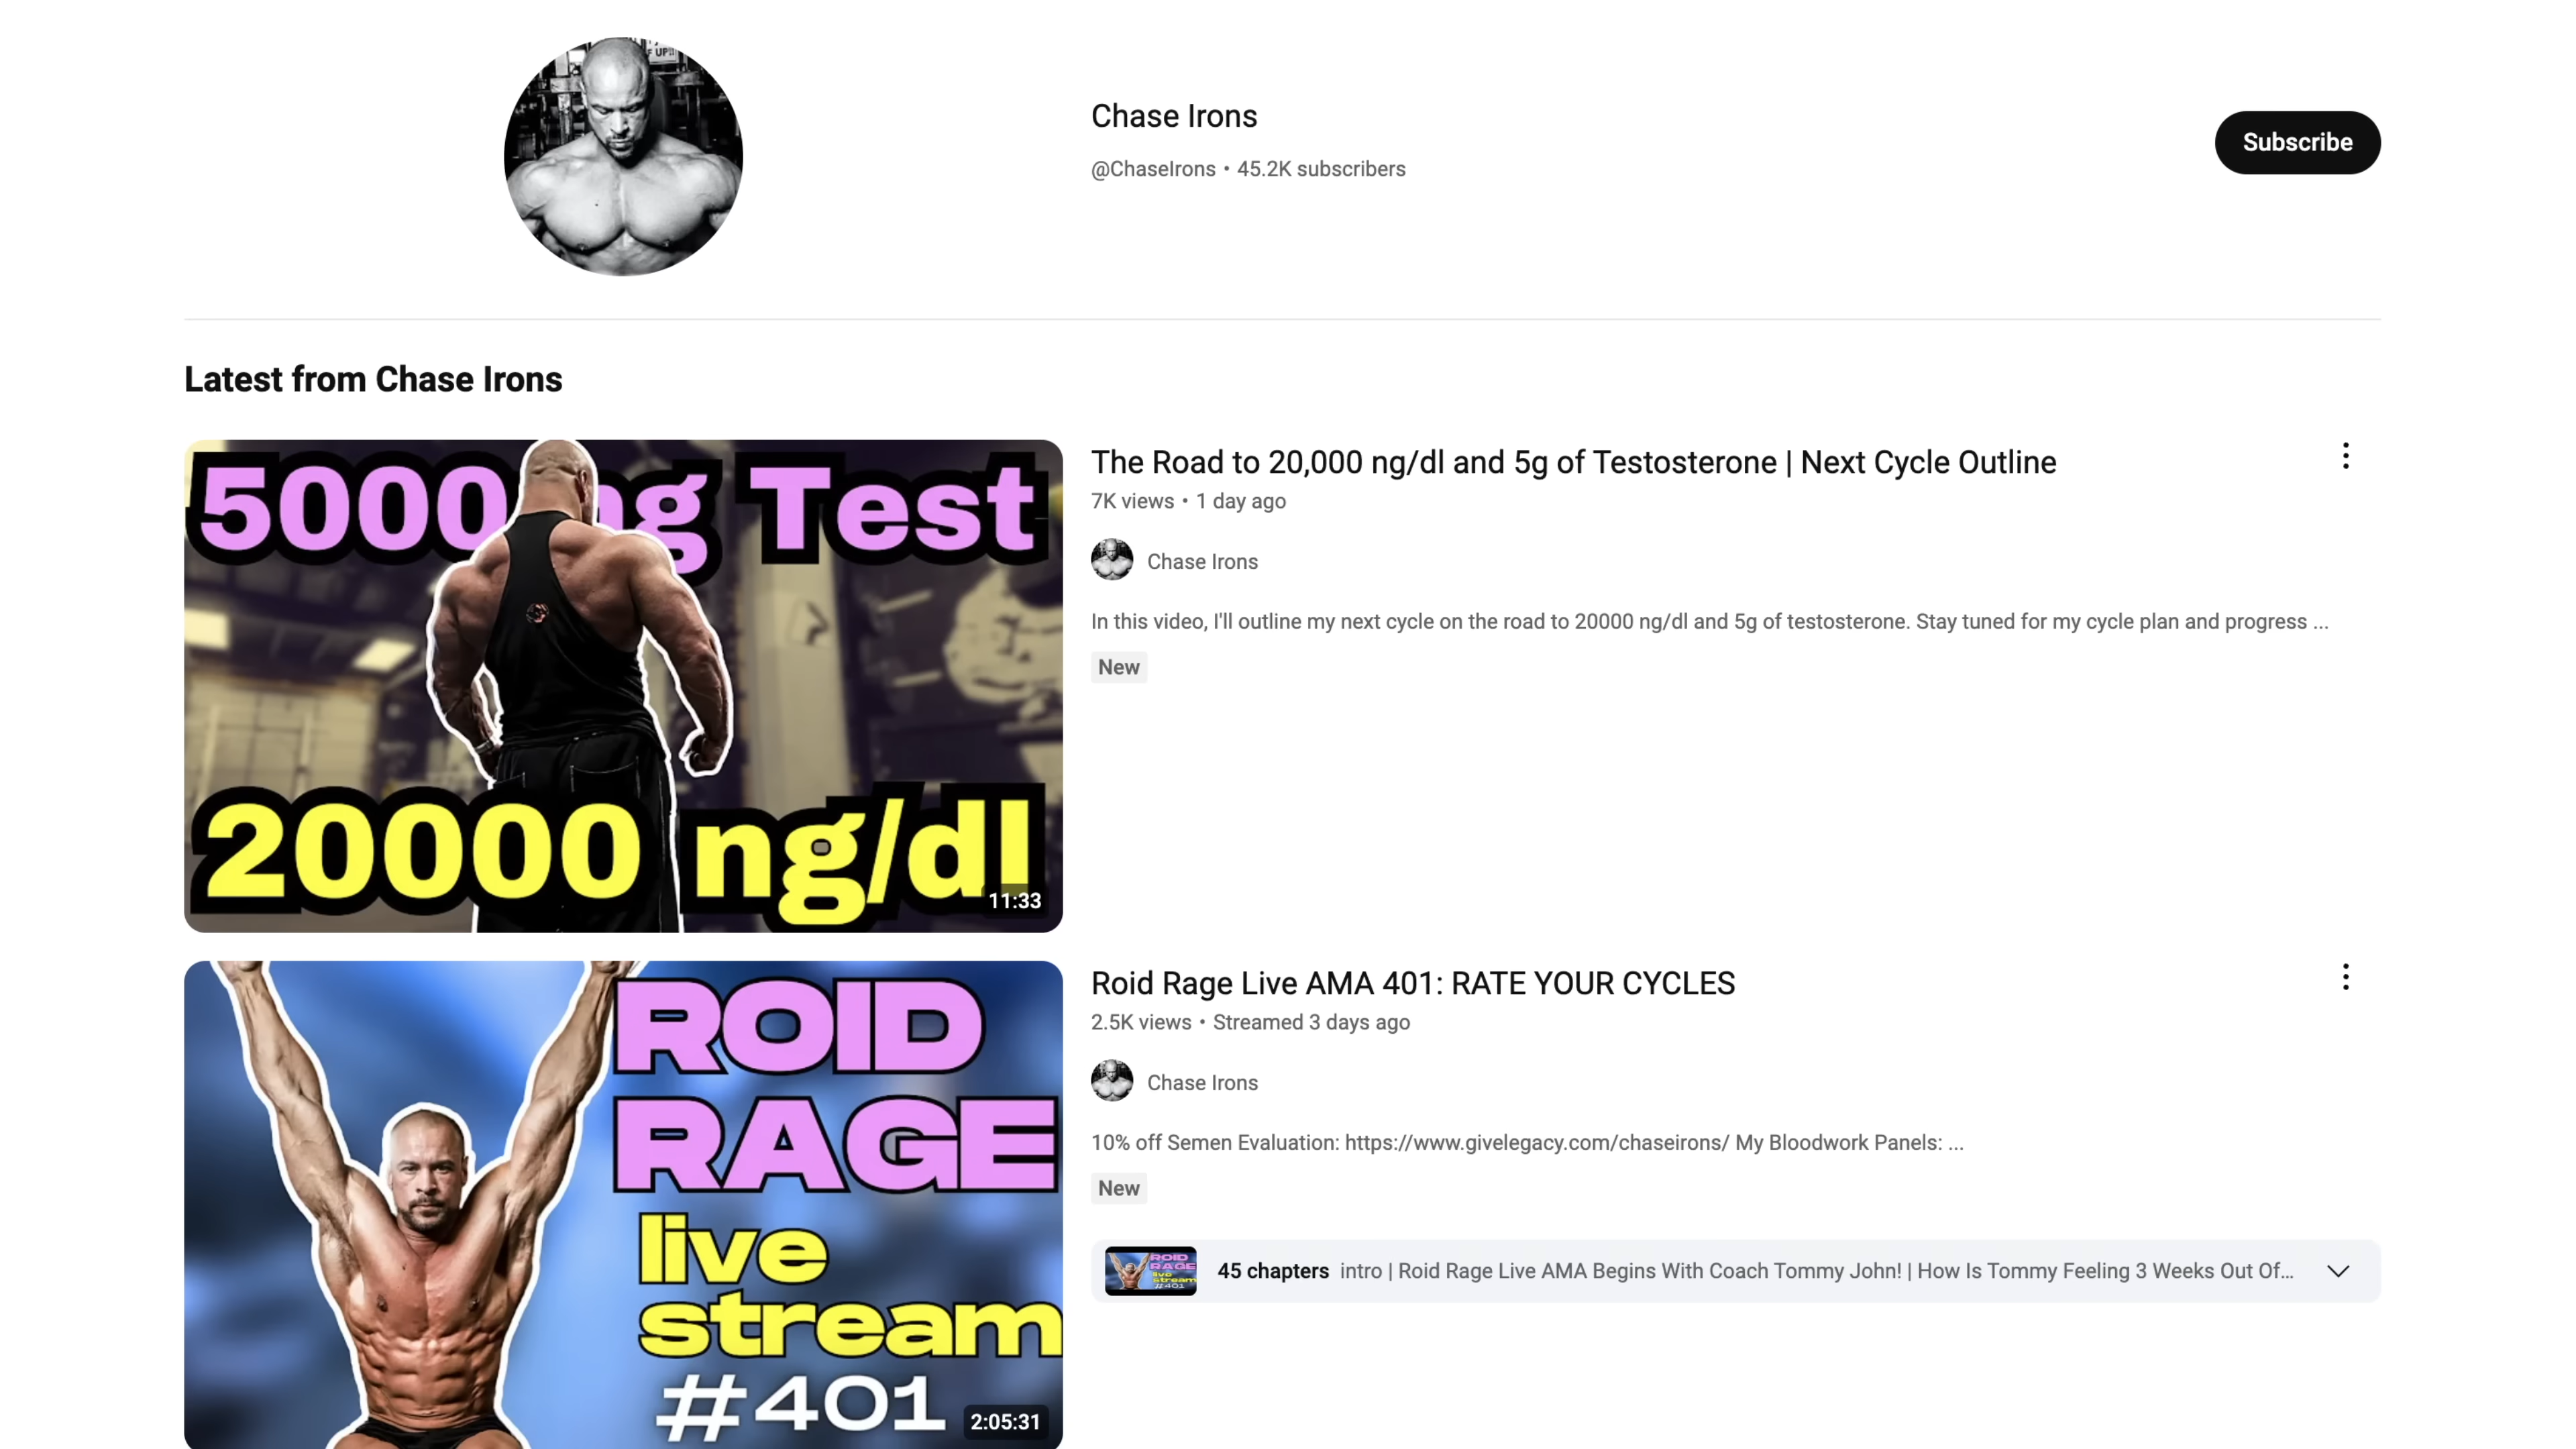 F UP!!
Chase Irons
@ChaseIrons • 45.2K subscribers
Subscribe
Latest from Chase Irons
5000 g Test
20000 ng/dl
11:33
The Road to 20,000 ng/dl and 5g of Testosterone | Next Cycle Outline
7K views • 1 day ago
Chase Irons
In this video, I'll outline my next cycle on the road to 20000 ng/dl and 5g of testosterone. Stay tuned for my cycle plan and progress ...
New
ROID
RAGE
live
stream
#401
2:05:31
Roid Rage Live AMA 401: RATE YOUR CYCLES
2.5K views • Streamed 3 days ago
Chase Irons
10% off Semen Evaluation: https://www.givelegacy.com/chaseirons/ My Bloodwork Panels: ...
New
ROID
RAGE
live
stream
#401
45 chapters intro | Roid Rage Live AMA Begins With Coach Tommy John! | How Is Tommy Feeling 3 Weeks Out Of...